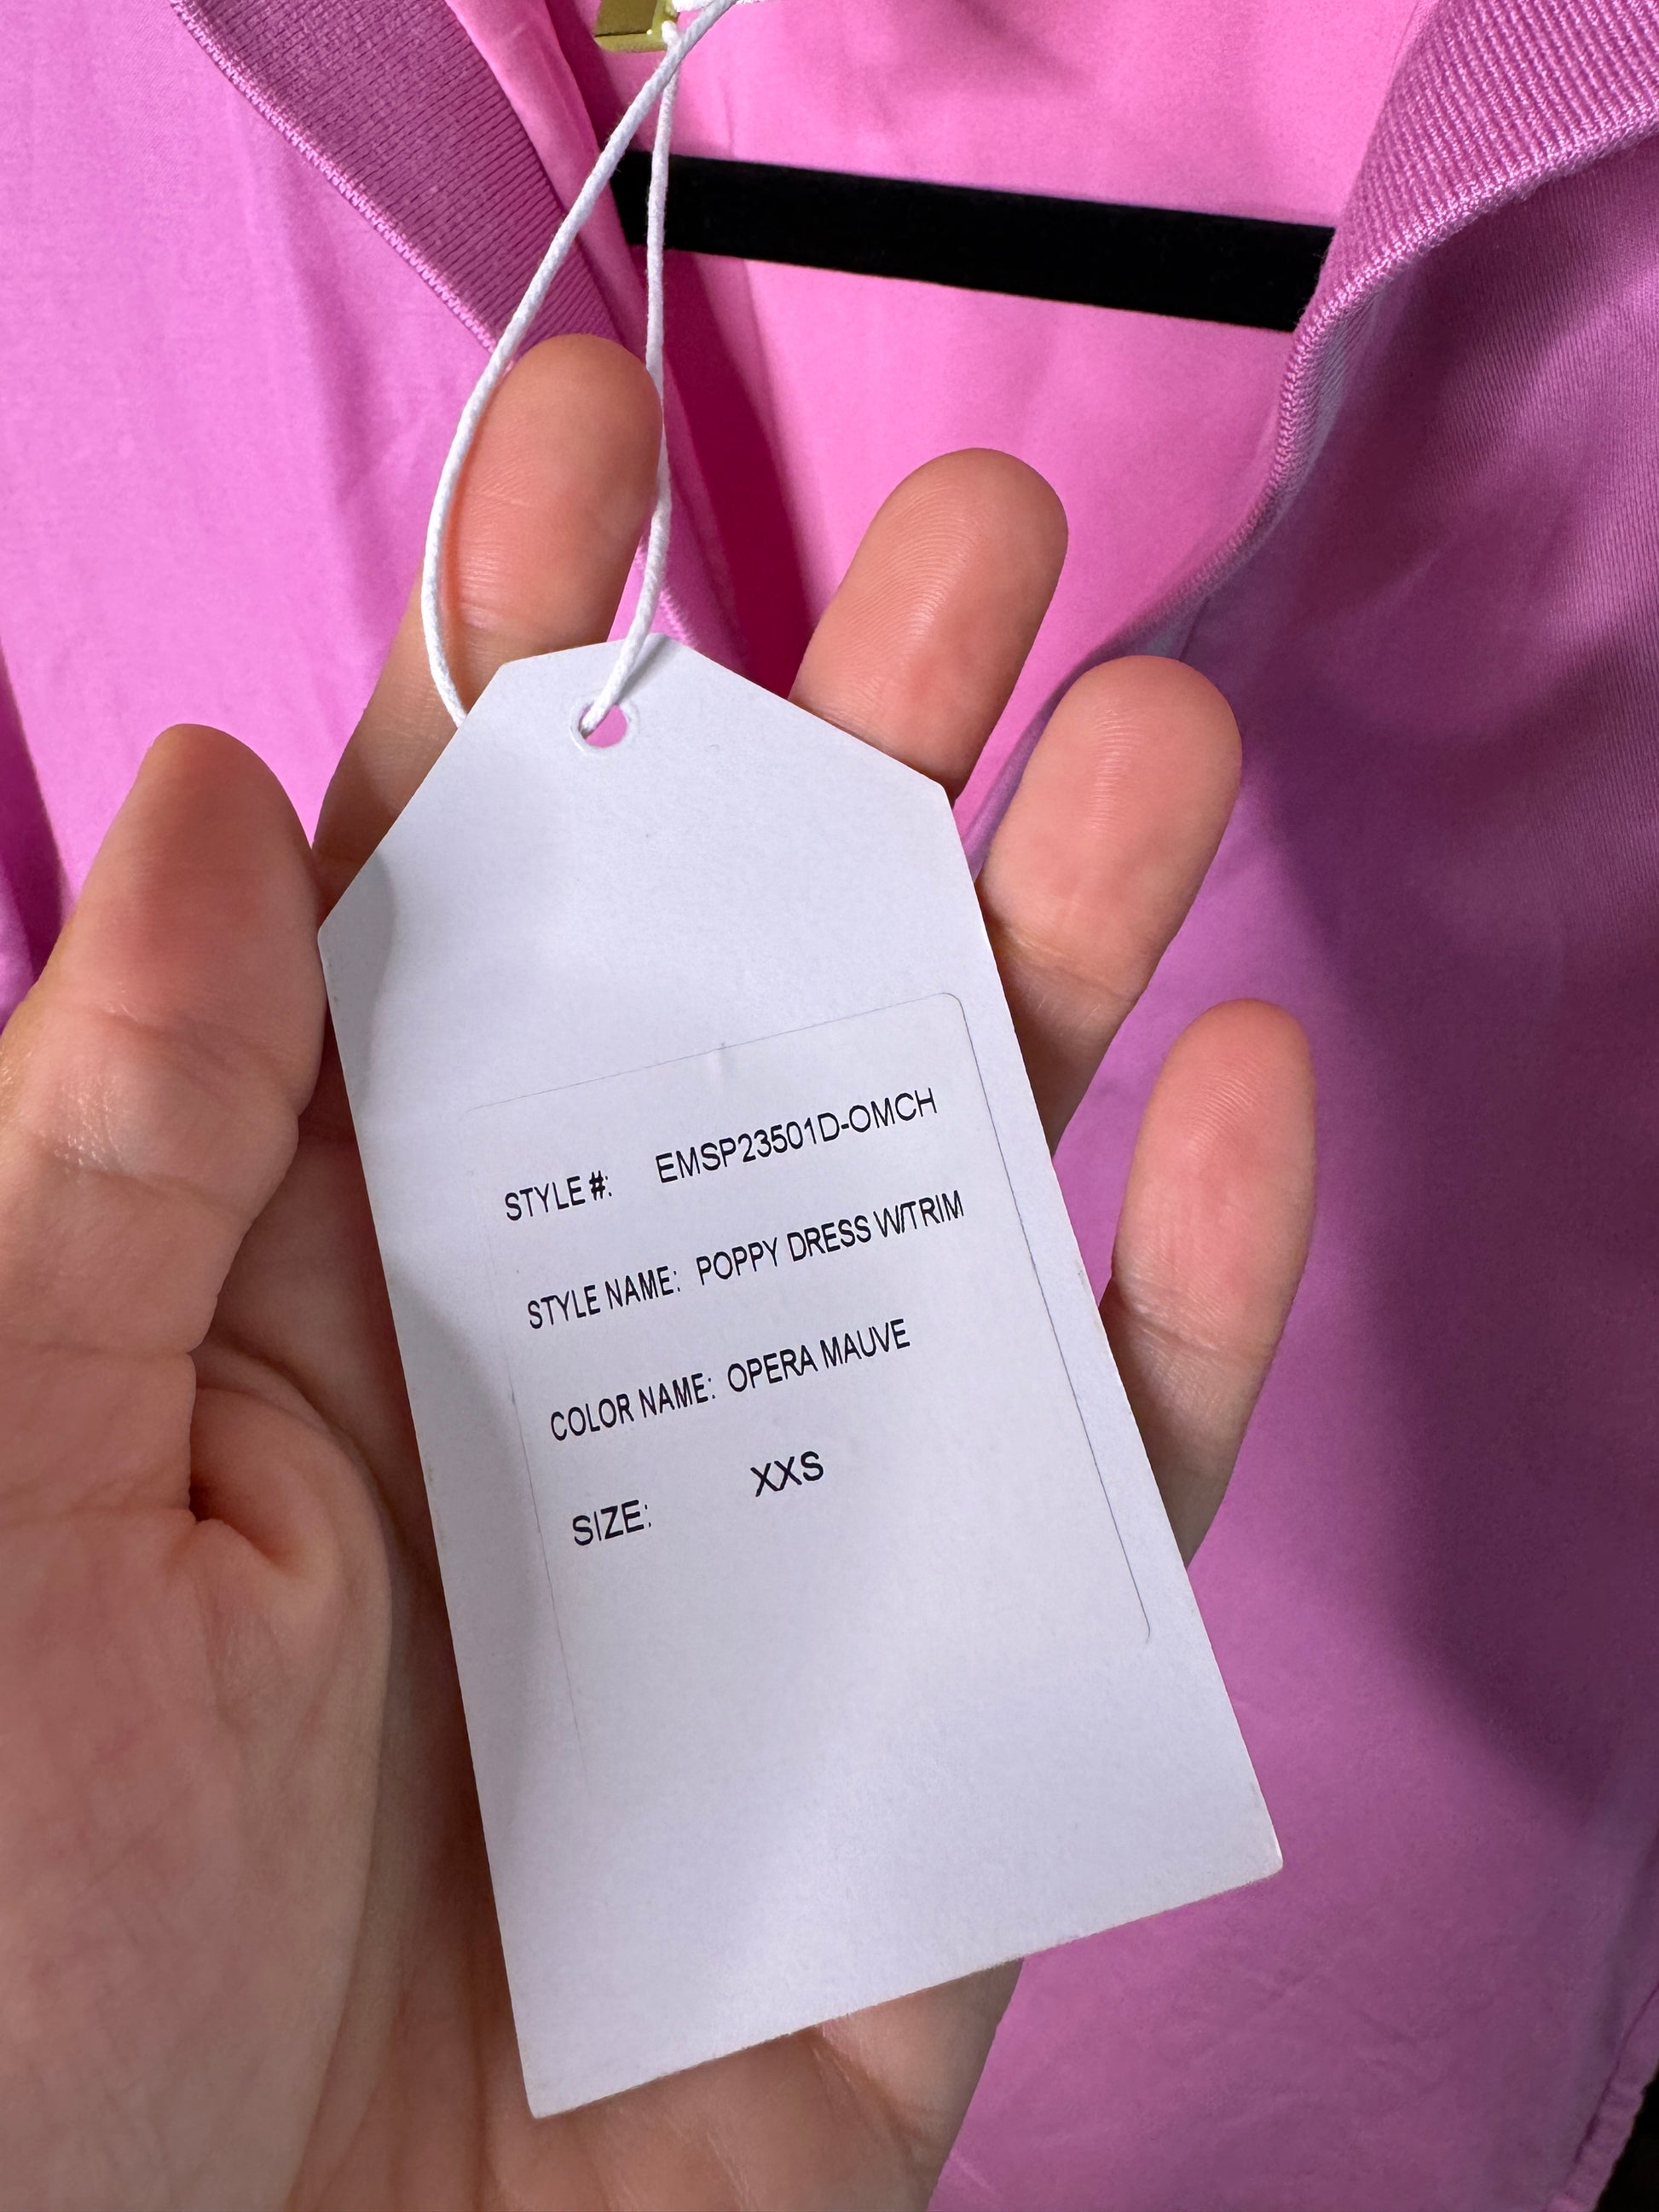 STYLE #: EMSP23501D-OMCH
STYLE NAME: POPPY DRESS W/TRIM
COLOR NAME: OPERA MAUVE
SIZE: XXS